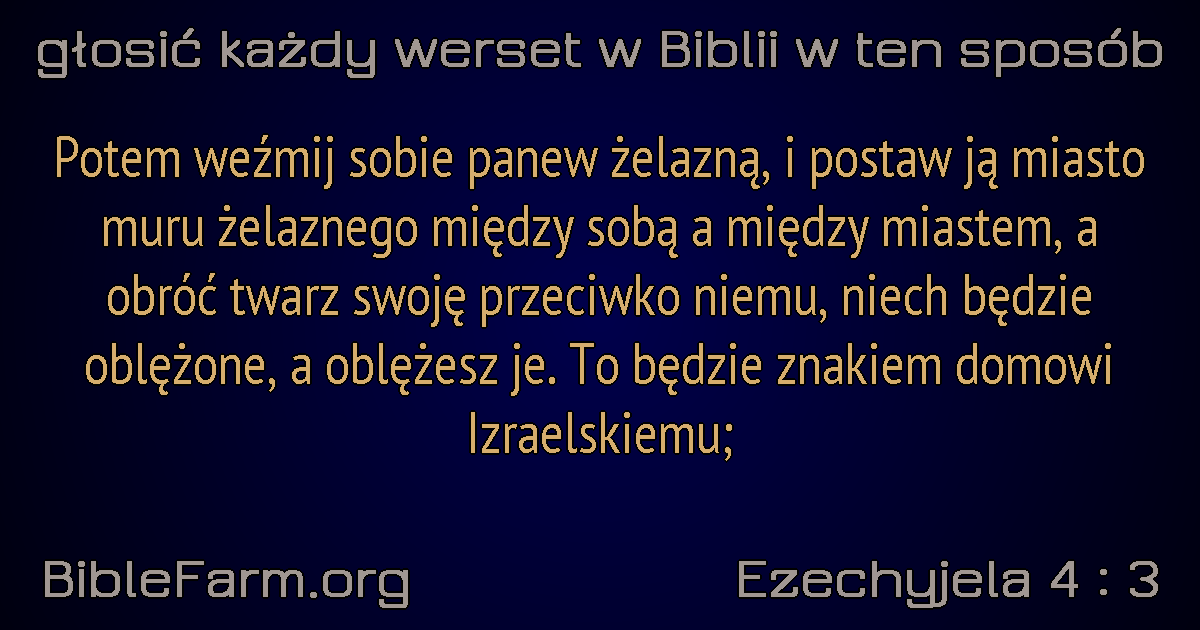 głosić każdy werset w Biblii w ten sposób
Potem weźmij sobie panew żelazną, i postaw ją miasto
muru żelaznego między sobą a między miastem, a
obróć twarz swoję przeciwko niemu, niech będzie
oblężone, a oblężesz je. To będzie znakiem domowi
Izraelskiemu;
BibleFarm.org
Ezechyjela 4 : 3